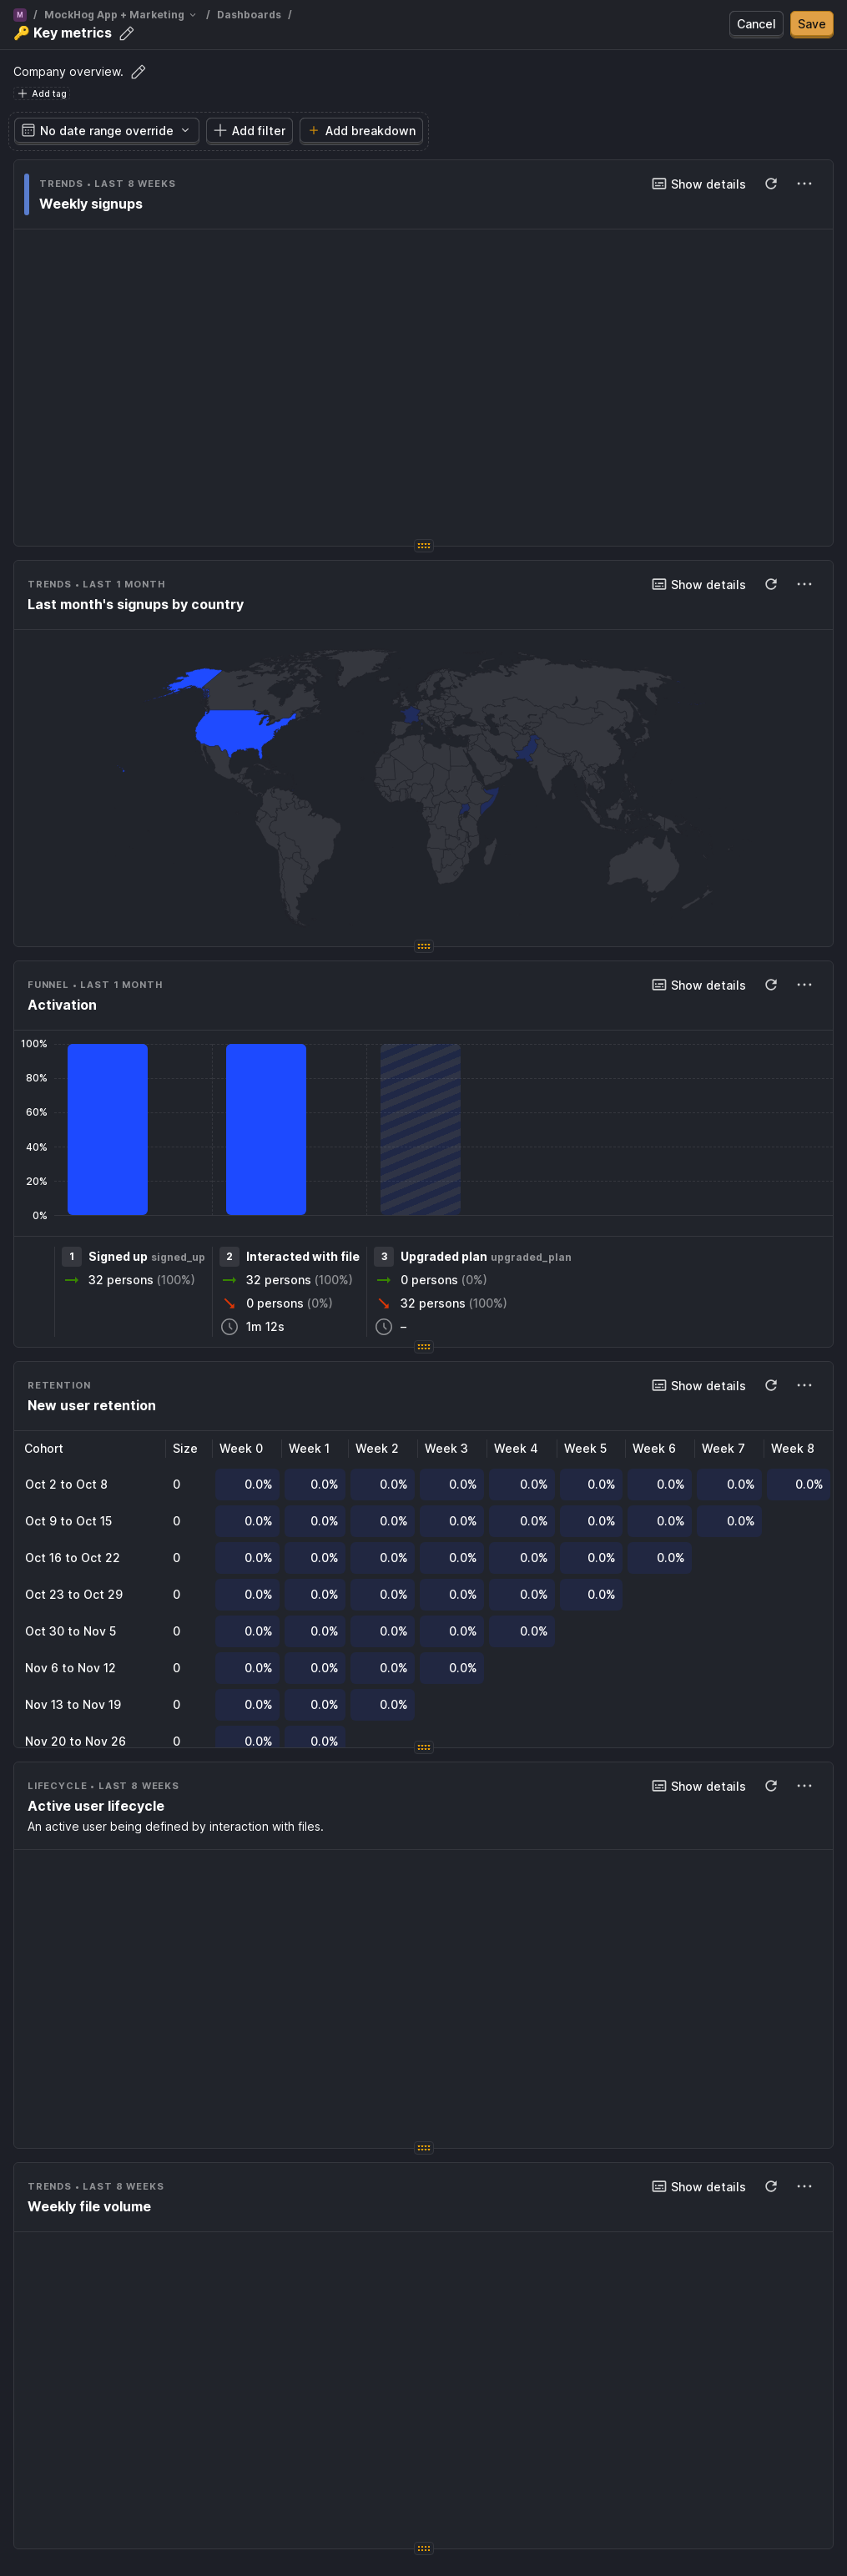 M / MockHog App + Marketing / Dashboards /
🔑 Key metrics
Cancel
Save
Company overview.
+ Add tag
No date range override
Add filter
+ Add breakdown
TRENDS • LAST 8 WEEKS
Show details
Weekly signups
TRENDS • LAST 1 MONTH
Show details
Last month's signups by country
FUNNEL • LAST 1 MONTH
Show details
Activation
100%
80%
60%
40%
20%
0%
1 Signed up signed_up 2 Interacted with file 3 Upgraded plan upgraded_plan
32 persons (100%) 32 persons (100%) 0 persons (0%)
0 persons (0%) 32 persons (100%)
1m 12s –
RETENTION
Show details
New user retention
Cohort Size Week 0 Week 1 Week 2 Week 3 Week 4 Week 5 Week 6 Week 7 Week 8
Oct 2 to Oct 8 0 0.0% 0.0% 0.0% 0.0% 0.0% 0.0% 0.0% 0.0% 0.0%
Oct 9 to Oct 15 0 0.0% 0.0% 0.0% 0.0% 0.0% 0.0% 0.0% 0.0%
Oct 16 to Oct 22 0 0.0% 0.0% 0.0% 0.0% 0.0% 0.0% 0.0%
Oct 23 to Oct 29 0 0.0% 0.0% 0.0% 0.0% 0.0% 0.0%
Oct 30 to Nov 5 0 0.0% 0.0% 0.0% 0.0% 0.0%
Nov 6 to Nov 12 0 0.0% 0.0% 0.0% 0.0%
Nov 13 to Nov 19 0 0.0% 0.0% 0.0%
Nov 20 to Nov 26 0 0.0% 0.0%
LIFECYCLE • LAST 8 WEEKS
Show details
Active user lifecycle
An active user being defined by interaction with files.
TRENDS • LAST 8 WEEKS
Show details
Weekly file volume